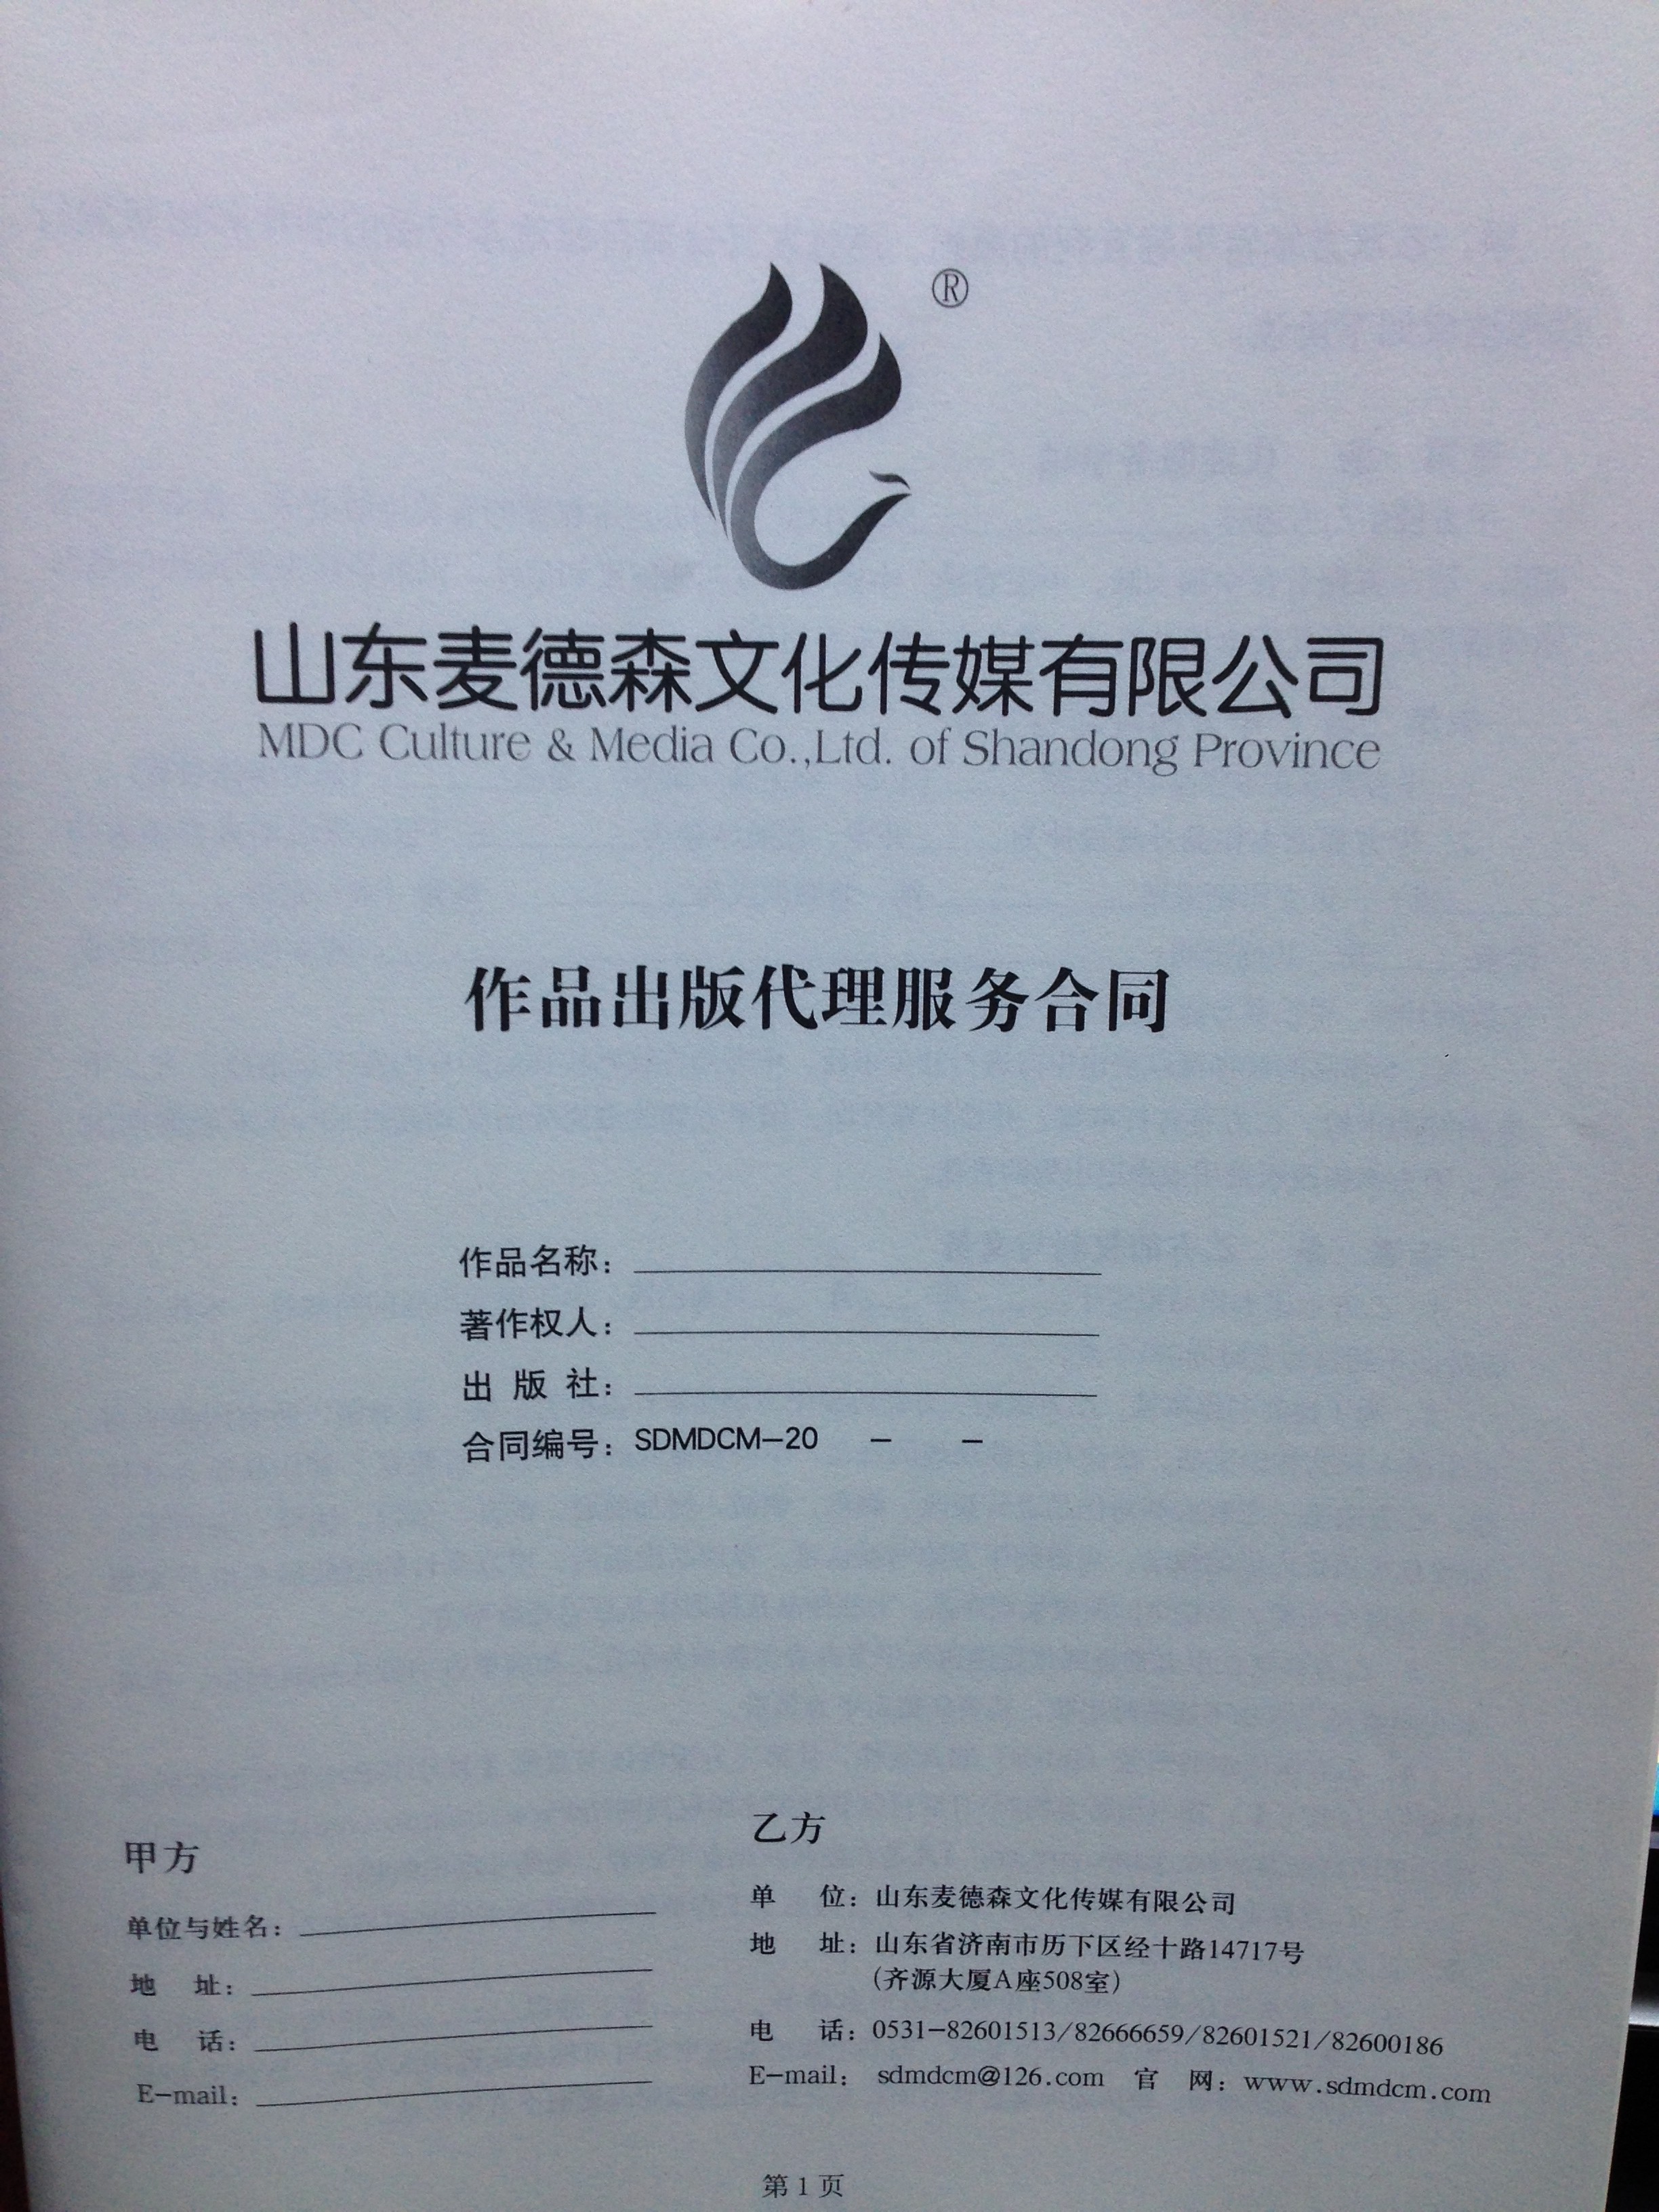 ®
山东麦德森文化传媒有限公司
MDC Culture & Media Co.,Ltd. of Shandong Province
作品出版代理服务合同
作品名称：
著作权人：
出 版 社：
合同编号：SDMDCM—20 — —
甲方
单位与姓名：
地 址：
电 话：
E—mail：
乙方
单 位：山东麦德森文化传媒有限公司
地 址：山东省济南市历下区经十路14717号
(齐源大厦A座508室)
电 话：0531—82601513/82666659/82601521/82600186
E—mail： sdmdcm@126.com 官 网：www.sdmdcm.com
第 1 页